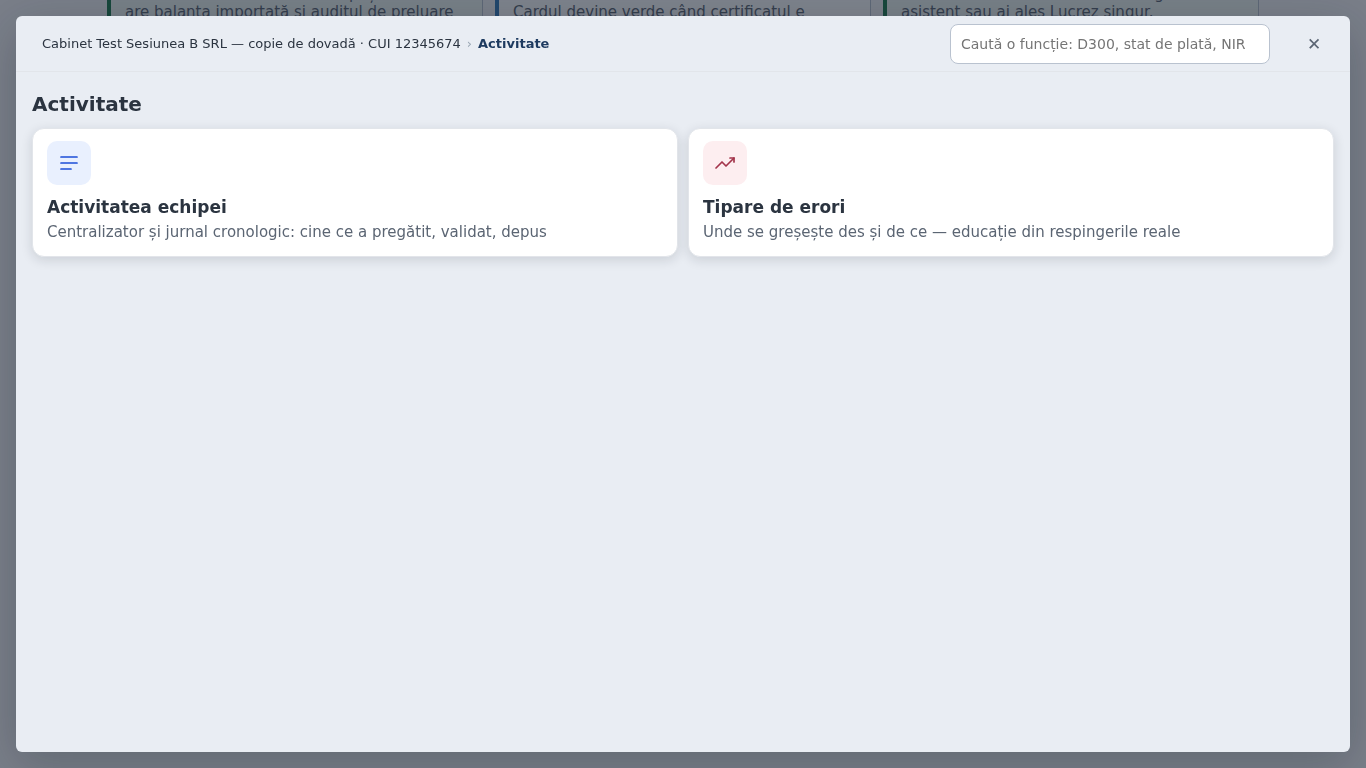 are balanța importată și auditul de preluare
Cardul devine verde când certificatul e
asistent sau ai ales Lucrez singur.
Cabinet Test Sesiunea B SRL — copie de dovadă · CUI 12345674 › Activitate
Caută o funcție: D300, stat de plată, NIR
✕
Activitate
Activitatea echipei
Centralizator și jurnal cronologic: cine ce a pregătit, validat, depus
Tipare de erori
Unde se greșește des și de ce — educație din respingerile reale